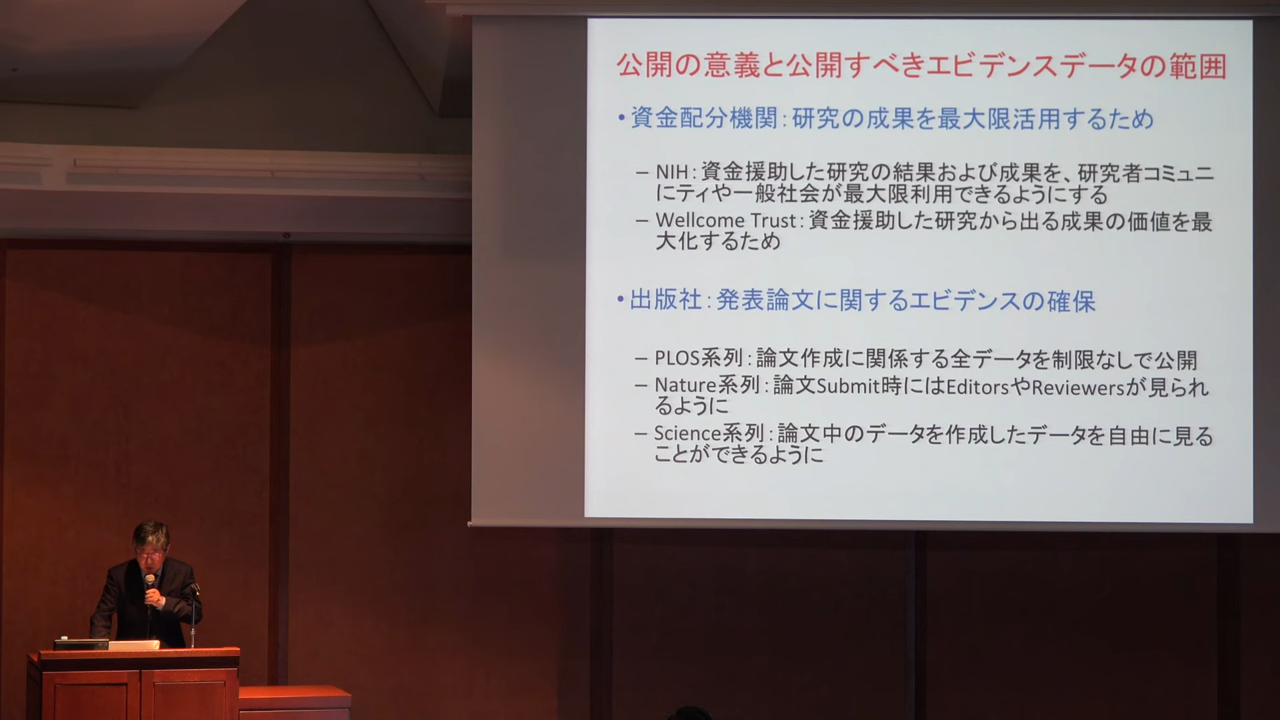 公開の意義と公開すべきエビデンスデータの範囲
• 資金配分機関：研究の成果を最大限活用するため
– NIH：資金援助した研究の結果および成果を、研究者コミュニ
にティや一般社会が最大限利用できるようにする
– Wellcome Trust：資金援助した研究から出る成果の価値を最
大化するため
• 出版社：発表論文に関するエビデンスの確保
– PLOS系列：論文作成に関係する全データを制限なしで公開
– Nature系列：論文Submit時にはEditorsやReviewersが見られ
るように
– Science系列：論文中のデータを作成したデータを自由に見る
ことができるように